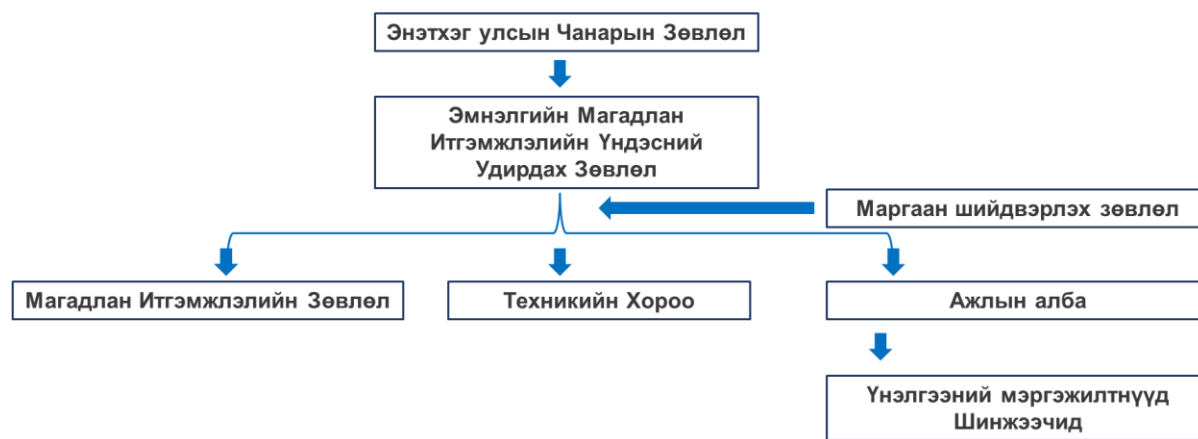 Энэтхэг улсын Чанарын Зөвлөл
Эмнэлгийн Магадлан
Итгэмжлэлийн Үндэсний
Удирдах Зөвлөл
Маргаан шийдвэрлэх зөвлөл
Магадлан Итгэмжлэлийн Зөвлөл
Техникийн Хороо
Ажлын алба
Үнэлгээний мэргэжилтнүүд
Шинжээчид